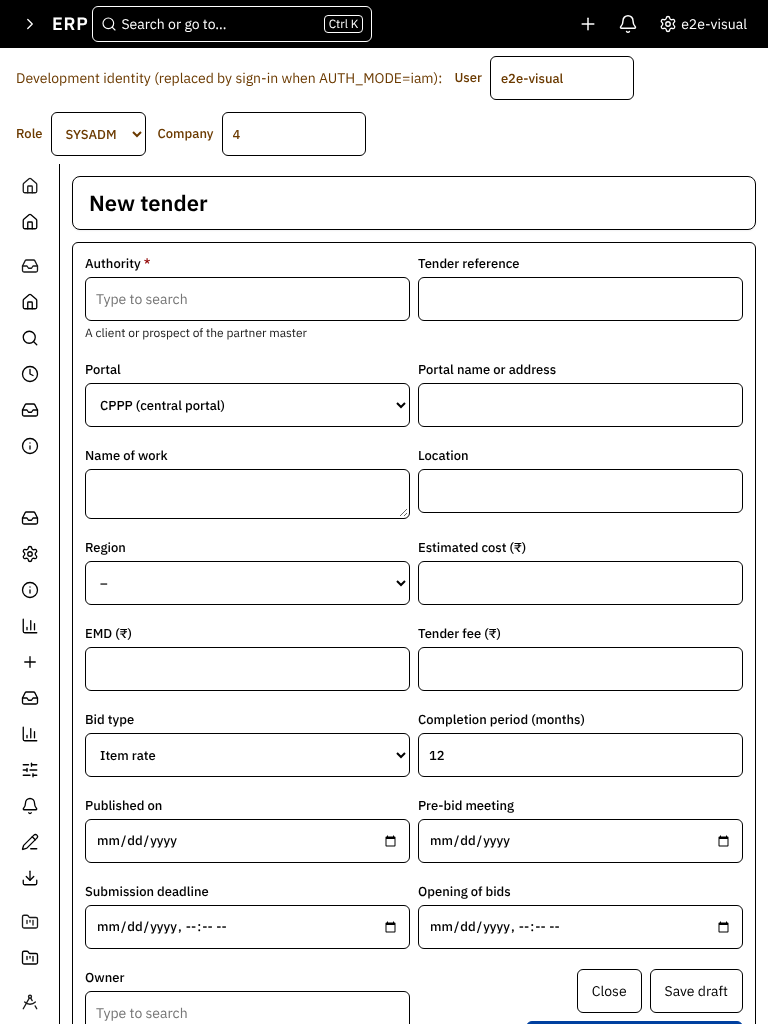 ERP Search or go to... Ctrl K e2e-visual
Development identity (replaced by sign-in when AUTH_MODE=iam): User e2e-visual
Role SYSADM Company 4
New tender
Authority * Tender reference
Type to search
A client or prospect of the partner master
Portal Portal name or address
CPPP (central portal)
Name of work Location
Region Estimated cost (₹)
–
EMD (₹) Tender fee (₹)
Bid type Completion period (months)
Item rate 12
Published on Pre-bid meeting
mm/dd/yyyy mm/dd/yyyy
Submission deadline Opening of bids
mm/dd/yyyy, --:-- -- mm/dd/yyyy, --:-- --
Owner
Close Save draft
Type to search